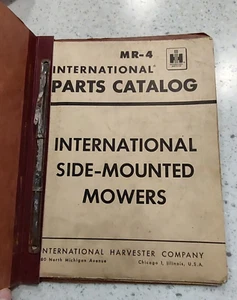 MR-4
INTERNATIONAL
PARTS CATALOG
INTERNATIONAL
SIDE-MOUNTED
MOWERS
INTERNATIONAL HARVESTER COMPANY
North Michigan Avenue Chicago 1, Illinois, U.S.A.